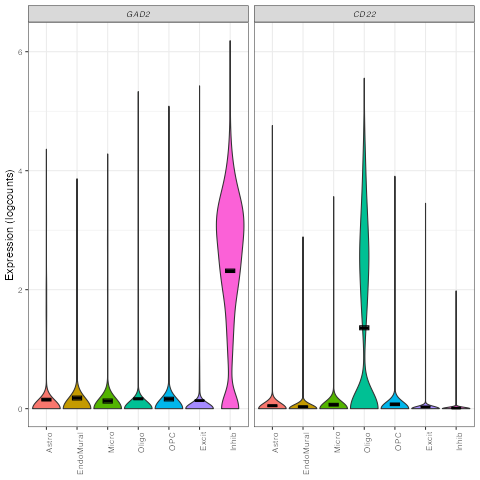 GAD2 CD22
Expression (logcounts)
6
4
2
0
Astro EndoMural Micro Oligo OPC Excit Inhib Astro EndoMural Micro Oligo OPC Excit Inhib